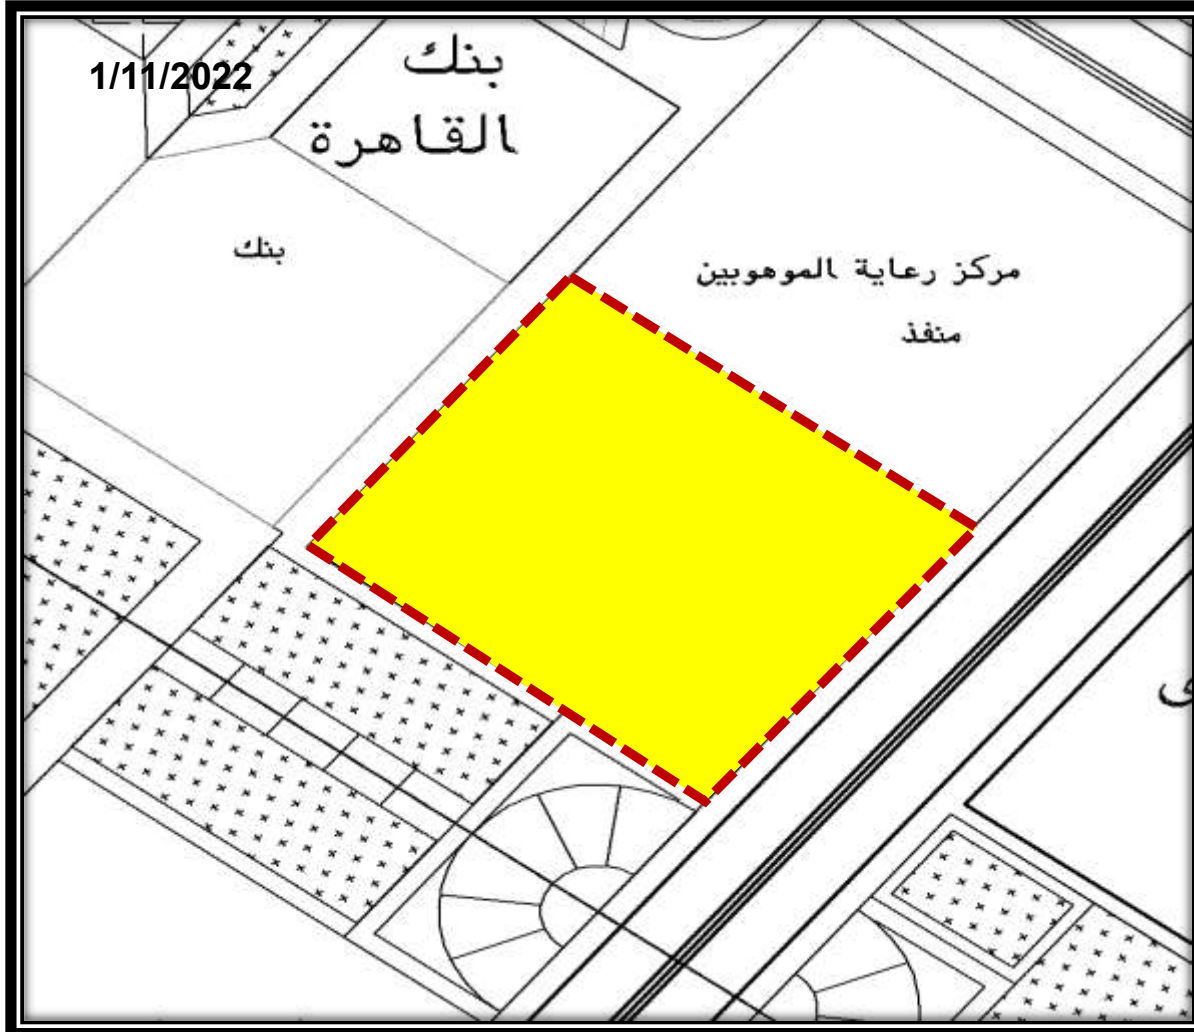 1/11/2022
بنك
القاهرة
بنك
مركز رعاية الموهوبين
منفذ